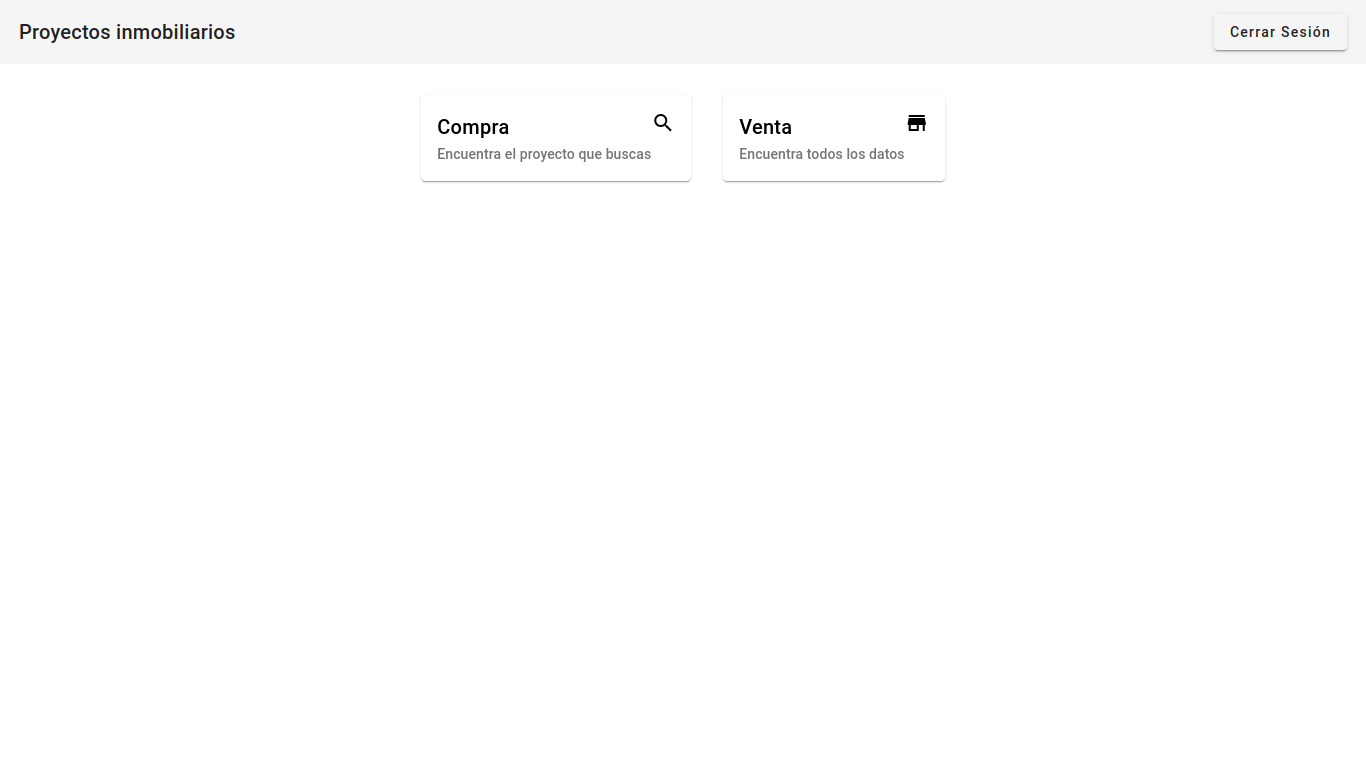 Proyectos inmobiliarios
Cerrar Sesión
Compra
Encuentra el proyecto que buscas
Venta
Encuentra todos los datos